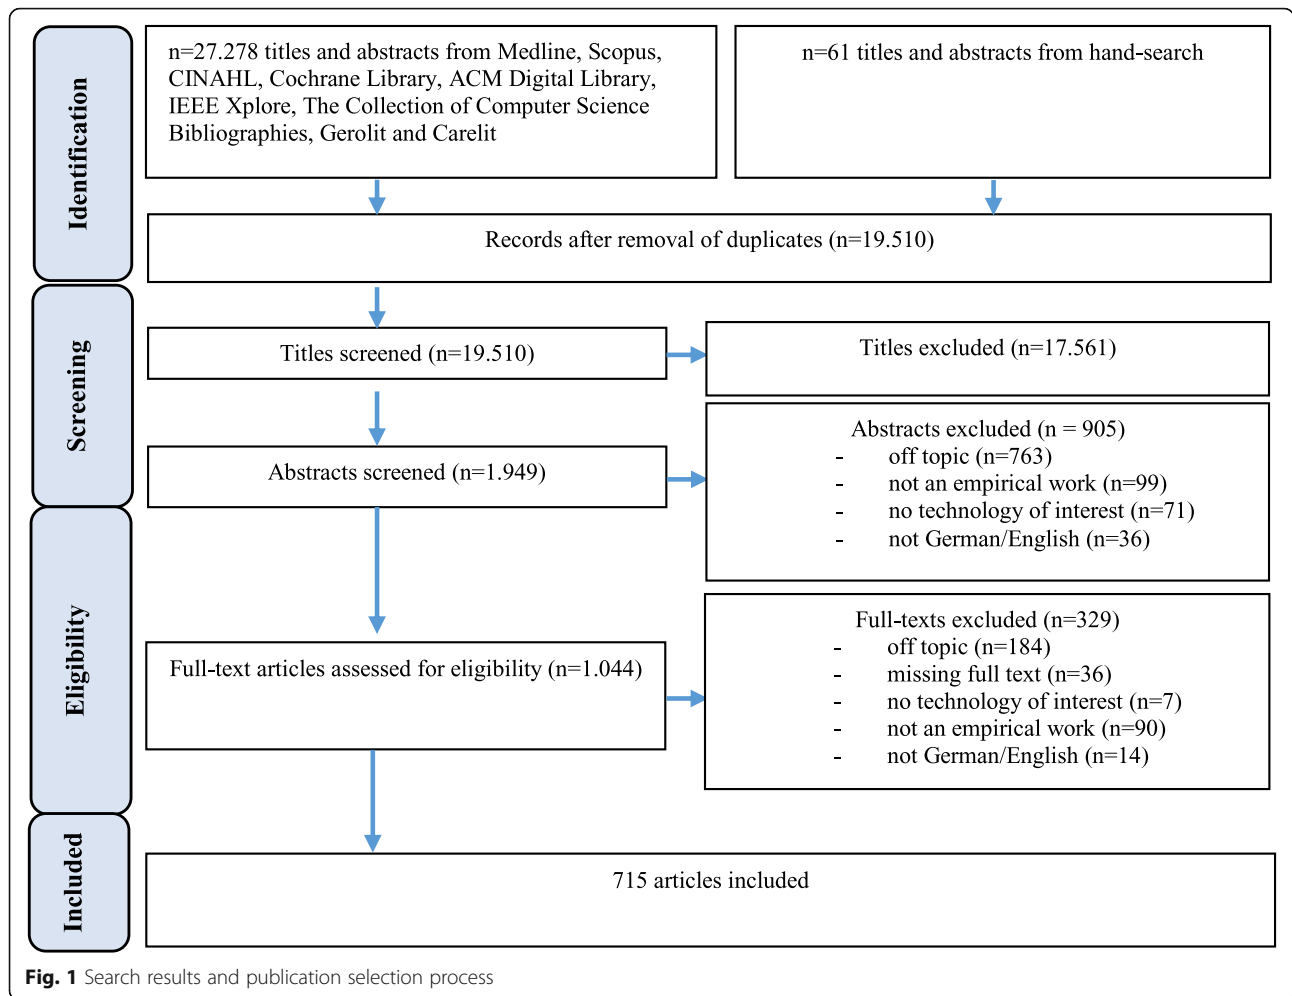 Identification
n=27.278 titles and abstracts from Medline, Scopus,
CINAHL, Cochrane Library, ACM Digital Library,
IEEE Xplore, The Collection of Computer Science
Bibliographies, Gerolit and Carelit
n=61 titles and abstracts from hand-search
Records after removal of duplicates (n=19.510)
Screening
Titles screened (n=19.510)
Titles excluded (n=17.561)
Abstracts screened (n=1.949)
Abstracts excluded (n = 905)
- off topic (n=763)
- not an empirical work (n=99)
- no technology of interest (n=71)
- not German/English (n=36)
Eligibility
Full-text articles assessed for eligibility (n=1.044)
Full-texts excluded (n=329)
- off topic (n=184)
- missing full text (n=36)
- no technology of interest (n=7)
- not an empirical work (n=90)
- not German/English (n=14)
Included
715 articles included
Fig. 1 Search results and publication selection process